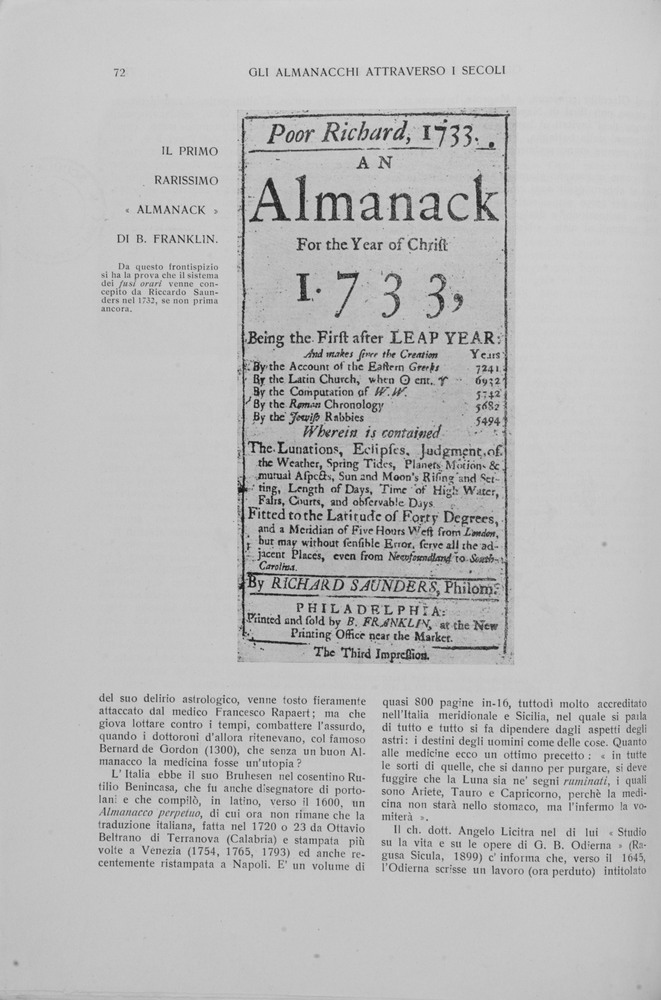 72
GLI ALMANACCHI ATTRAVERSO I SECOLI
IL PRIMO
RARISSIMO
« ALMANACK »
DI B. FRANKLIN.
Da questo frontispizio
si ha la prova che il sistema
dei fusi orari venne con-
cepito da Riccardo Saun-
ders nel 1732, se non prima
ancora.
Poor Richard, 1733.
AN
Almanack
For the Year of Chriſt
1733,
Being the Firſt after LEAP YEAR:
And makes ſince the Creation Years
By the Account of the Eaſtern Greeks 7241
By the Latin Church, when ☉ ent. ♈ 6932
By the Computation of W.W. 5742
By the Roman Chronology 5682
By the Jewiſh Rabbies 5494
Wherein is contained
The Lunations, Eclipſes, Judgment of
the Weather, Spring Tides, Planets Motions &
mutual Aſpects, Sun and Moon's Riſing and Set-
ting, Length of Days, Time of High Water,
Fairs, Courts, and obſervable Days
Fitted to the Latitude of Forty Degrees,
and a Meridian of Five Hours Weſt from London,
but may without ſenſible Error, ſerve all the ad-
jacent Places, even from Newfoundland to South-
Carolina.
By RICHARD SAUNDERS, Philom.
PHILADELPHIA:
Printed and ſold by B. FRANKLIN, at the New
Printing Office near the Market.
The Third Impreſſion.
del suo delirio astrologico, venne tosto fieramente
attaccato dal medico Francesco Rapaert; ma che
giova lottare contro i tempi, combattere l'assurdo,
quando i dottoroni d'allora ritenevano, col famoso
Bernard de Gordon (1300), che senza un buon Al-
manacco la medicina fosse un'utopia?
L'Italia ebbe il suo Bruhesen nel cosentino Ru-
tilio Benincasa, che fu anche disegnatore di porto-
lani e che compilò, in latino, verso il 1600, un
Almanacco perpetuo, di cui ora non rimane che la
traduzione italiana, fatta nel 1720 o 23 da Ottavio
Beltrano di Terranova (Calabria) e stampata più
volte a Venezia (1754, 1765, 1793) ed anche re-
centemente ristampata a Napoli. E' un volume di
quasi 800 pagine in-16, tuttodì molto accreditato
nell'Italia meridionale e Sicilia, nel quale si parla
di tutto e tutto si fa dipendere dagli aspetti degli
astri: i destini degli uomini come delle cose. Quanto
alle medicine ecco un ottimo precetto: « in tutte
le sorti di quelle, che si danno per purgare, si deve
fuggire che la Luna sia ne' segni ruminati, i quali
sono Ariete, Tauro e Capricorno, perchè la medi-
cina non starà nello stomaco, ma l'infermo la vo-
miterà ».
Il ch. dott. Angelo Licitra nel di lui « Studio
su la vita e su le opere di G. B. Odierna » (Ra-
gusa Sicula, 1899) c'informa che, verso il 1645,
l'Odierna scrisse un lavoro (ora perduto) intitolato